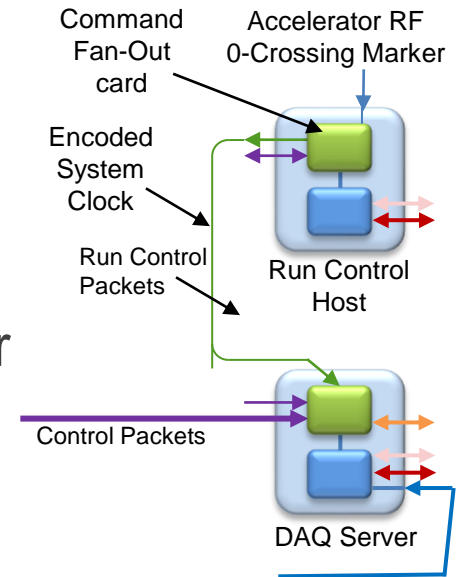 Command
Fan-Out
card
Accelerator RF
0-Crossing Marker
Encoded
System
Clock
Run Control
Packets
Run Control
Host
r
Control Packets
DAQ Server